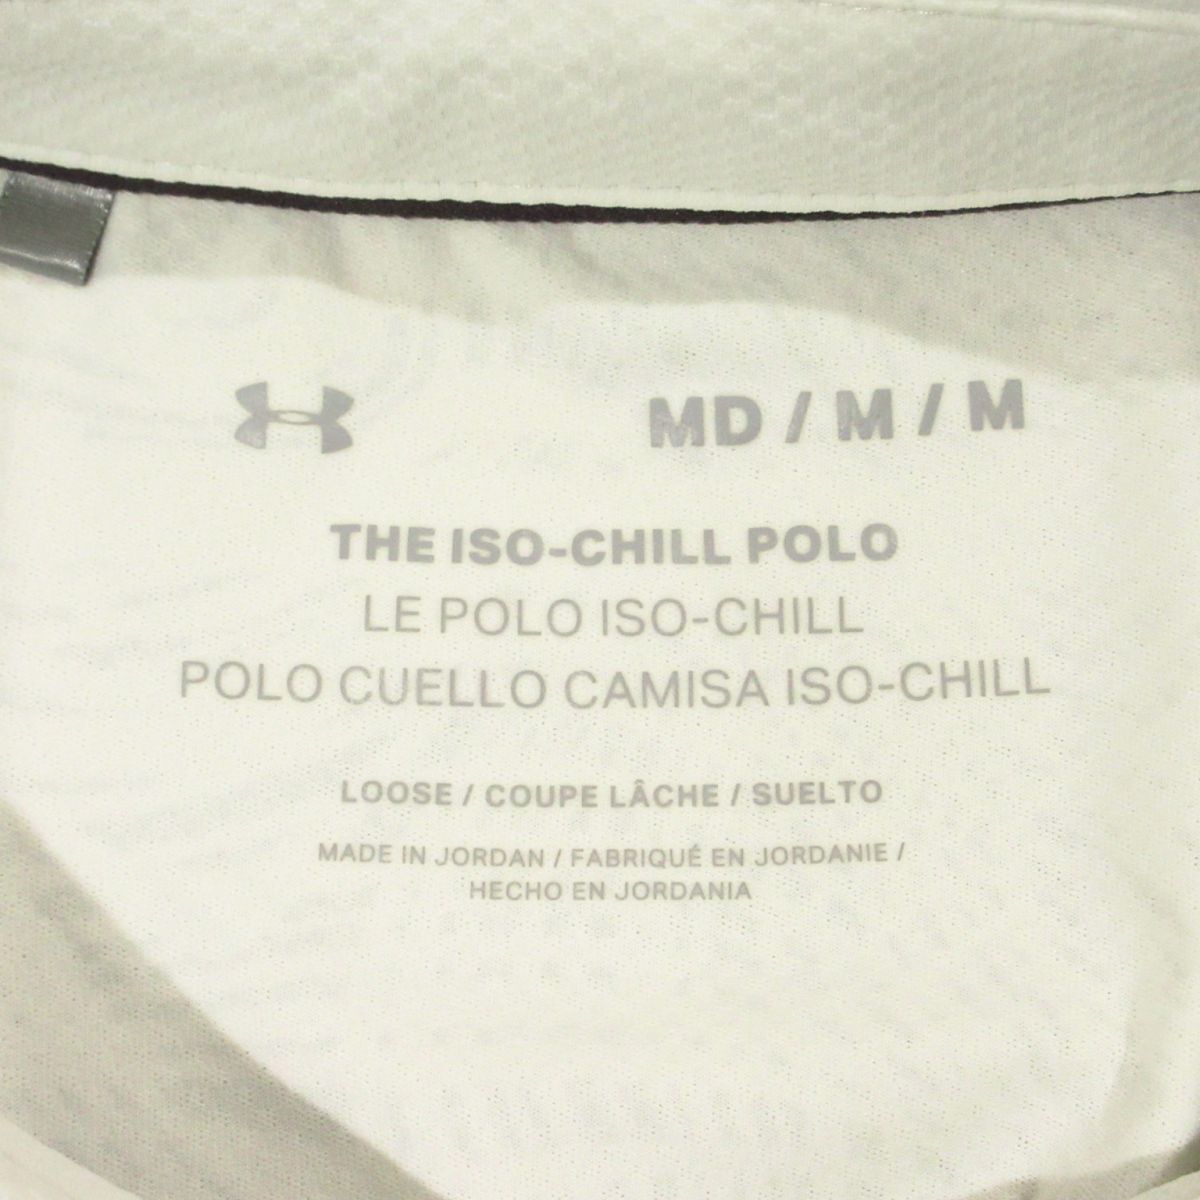 MD / M / M
THE ISO-CHILL POLO
LE POLO ISO-CHILL
POLO CUELLO CAMISA ISO-CHILL
LOOSE / COUPE LÂCHE / SUELTO
MADE IN JORDAN / FABRIQUÉ EN JORDANIE /
HECHO EN JORDANIA